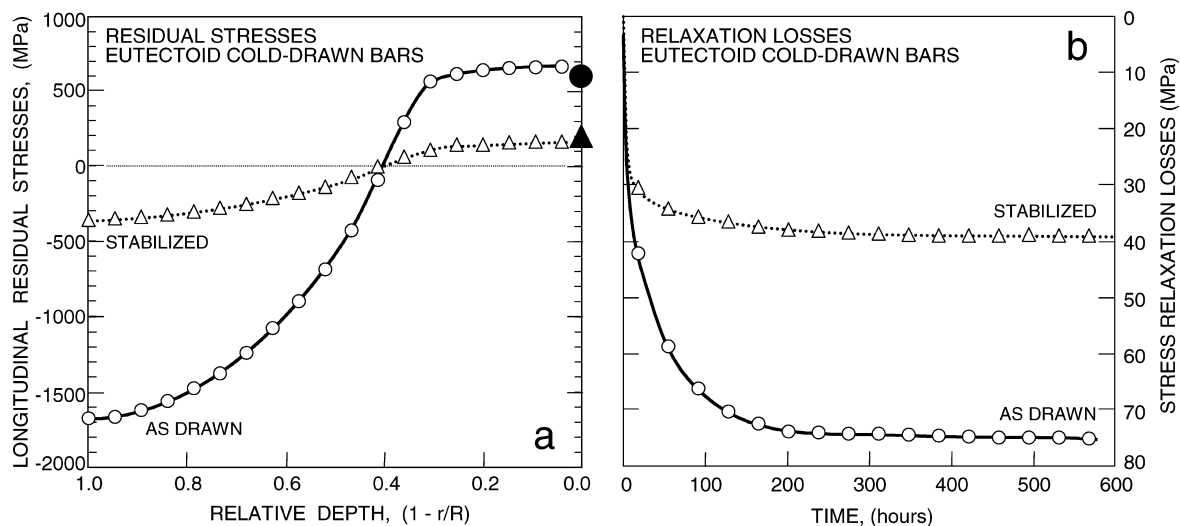 RESIDUAL STRESSES
EUTECTOID COLD-DRAWN BARS
LONGITUDINAL RESIDUAL STRESSES, (MPa)
1000
500
0
-500
-1000
-1500
-2000
STABILIZED
AS DRAWN
a
1.0 0.8 0.6 0.4 0.2 0.0
RELATIVE DEPTH, (1 - r/R)
RELAXATION LOSSES
EUTECTOID COLD-DRAWN BARS
b
STABILIZED
AS DRAWN
0
10
20
30
40
50
60
70
80
STRESS RELAXATION LOSSES (MPa)
0 100 200 300 400 500 600
TIME, (hours)